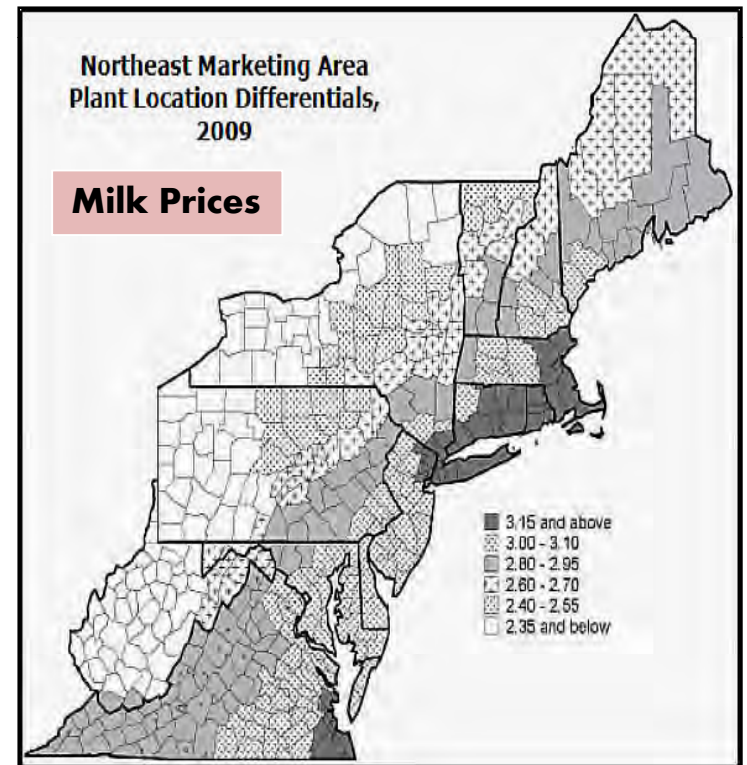 Northeast Marketing Area
Plant Location Differentials,
2009
Milk Prices
3.15 and above
3.00 - 3.10
2.80 - 2.95
2.60 - 2.70
2.40 - 2.55
2.35 and below